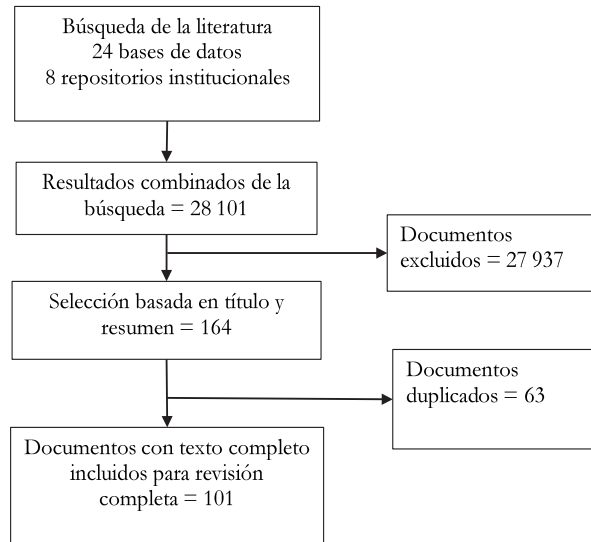 Búsqueda de la literatura
24 bases de datos
8 repositorios institucionales
Resultados combinados de la
búsqueda = 28 101
Documentos
excluidos = 27 937
Selección basada en título y
resumen = 164
Documentos
duplicados = 63
Documentos con texto completo
incluidos para revisión
completa = 101